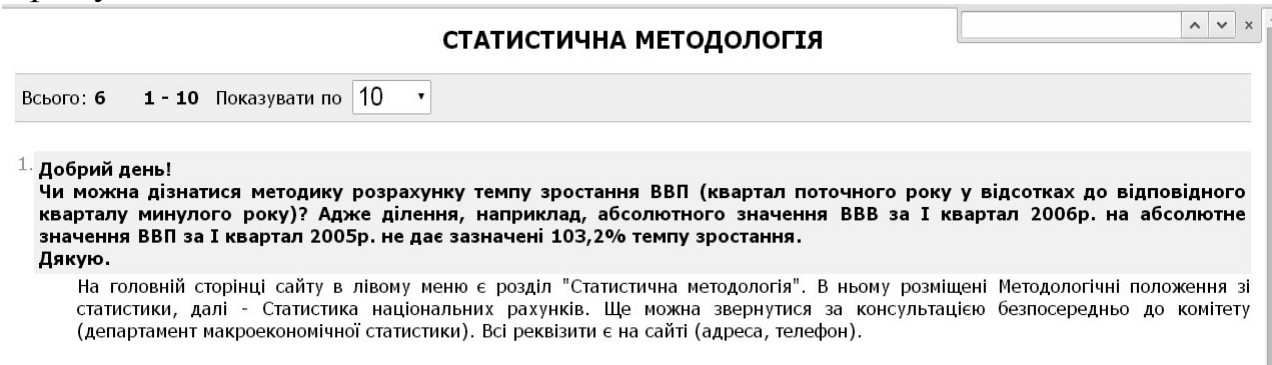 СТАТИСТИЧНА МЕТОДОЛОГІЯ
Всього: 6 1 - 10 Показувати по 10
1. Добрий день!
Чи можна дізнатися методику розрахунку темпу зростання ВВП (квартал поточного року у відсотках до відповідного
кварталу минулого року)? Адже ділення, наприклад, абсолютного значення ВВВ за I квартал 2006р. на абсолютне
значення ВВП за I квартал 2005р. не дає зазначені 103,2% темпу зростання.
Дякую.
На головній сторінці сайту в лівому меню є розділ "Статистична методологія". В ньому розміщені Методологічні положення зі
статистики, далі - Статистика національних рахунків. Ще можна звернутися за консультацією безпосередньо до комітету
(департамент макроекономічної статистики). Всі реквізити є на сайті (адреса, телефон).